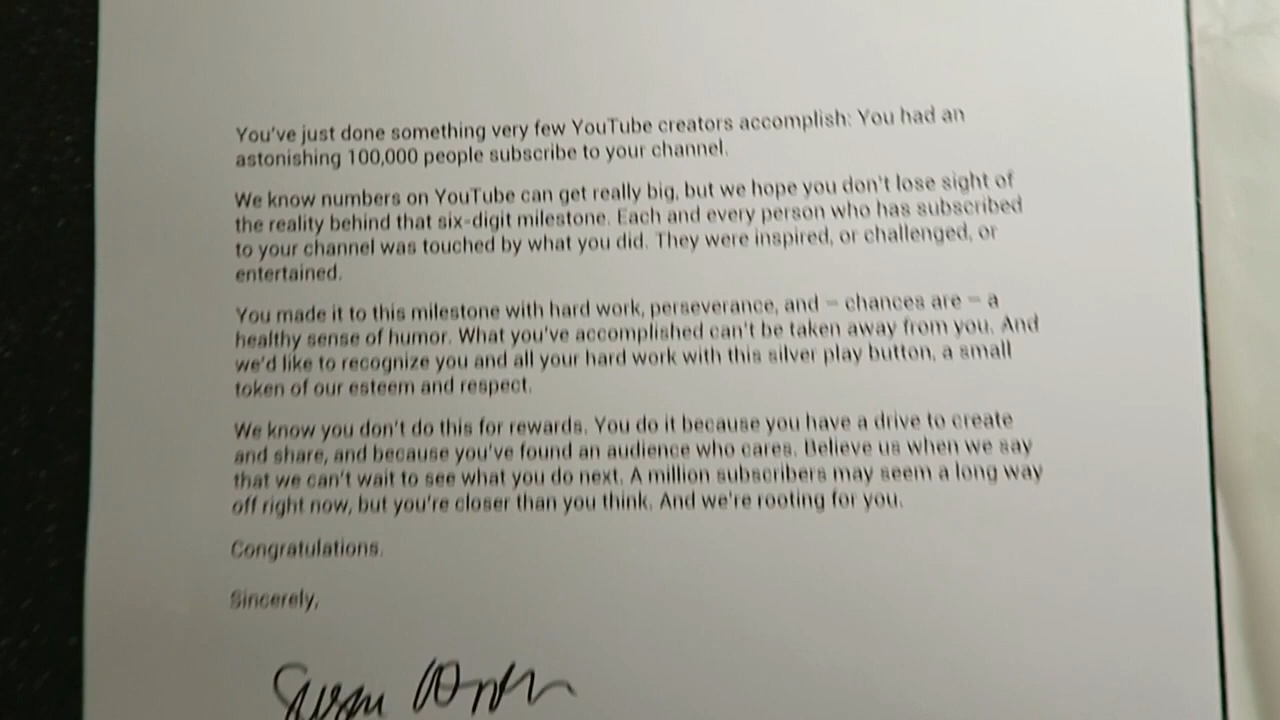 You've just done something very few YouTube creators accomplish: You had an
astonishing 100,000 people subscribe to your channel.
We know numbers on YouTube can get really big, but we hope you don't lose sight of
the reality behind that six-digit milestone. Each and every person who has subscribed
to your channel was touched by what you did. They were inspired, or challenged, or
entertained.
You made it to this milestone with hard work, perseverance, and – chances are – a
healthy sense of humor. What you've accomplished can't be taken away from you. And
we'd like to recognize you and all your hard work with this silver play button, a small
token of our esteem and respect.
We know you don't do this for rewards. You do it because you have a drive to create
and share, and because you've found an audience who cares. Believe us when we say
that we can't wait to see what you do next. A million subscribers may seem a long way
off right now, but you're closer than you think. And we're rooting for you.
Congratulations.
Sincerely,
Susan